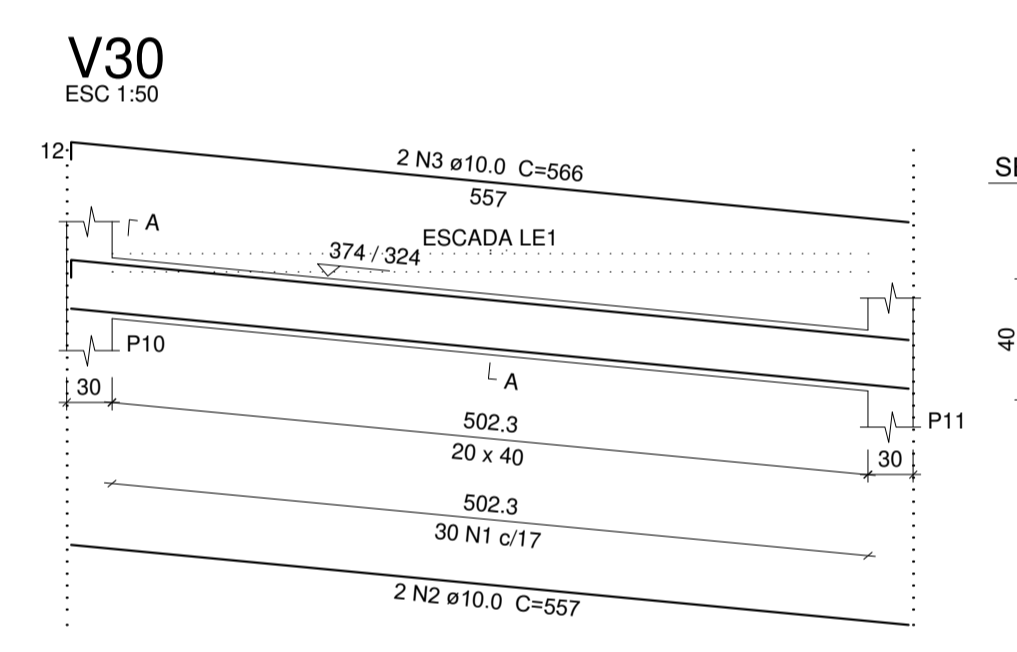 V30
ESC 1:50
12
2 N3 ø10.0 C=566
557
A
ESCADA LE1
374 / 324
P10
A
40
30
502.3
20 x 40
P11
30
502.3
30 N1 c/17
2 N2 ø10.0 C=557